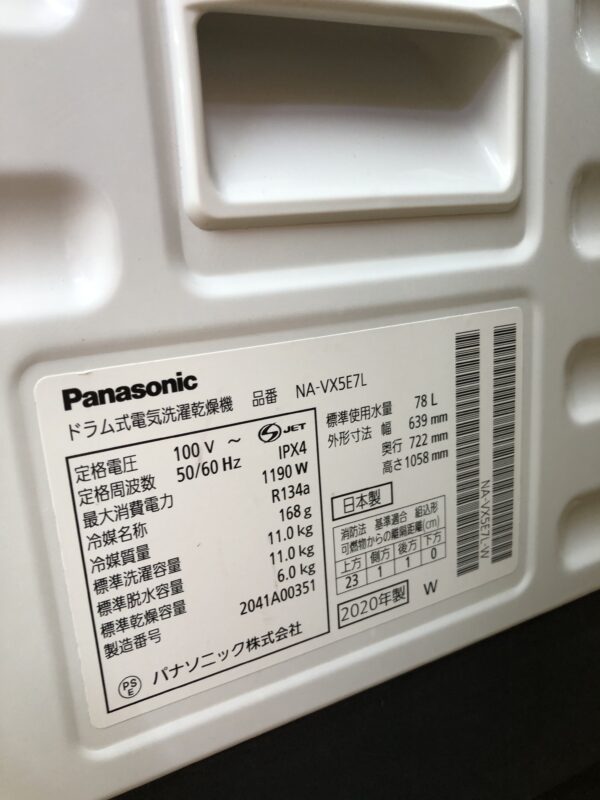 Panasonic
ドラム式電気洗濯乾燥機 品番 NA-VX5E7L
定格電圧 100 V ~
JET
定格周波数 50/60 Hz IPX4
最大消費電力 1190 W
冷媒名称 R134a
冷媒質量 168 g
標準洗濯容量 11.0 kg
標準脱水容量 11.0 kg
標準乾燥容量 6.0 kg
製造番号 2041A00351
PS E パナソニック株式会社
標準使用水量 78 L
外形寸法 幅 639 mm
奥行 722 mm
高さ 1058 mm
日本製
消防法 基準適合 組込形
可燃物からの離隔距離(cm)
上方 側方 後方 下方
23 1 1 0
2020年製 W
NA-VX5E7L-W